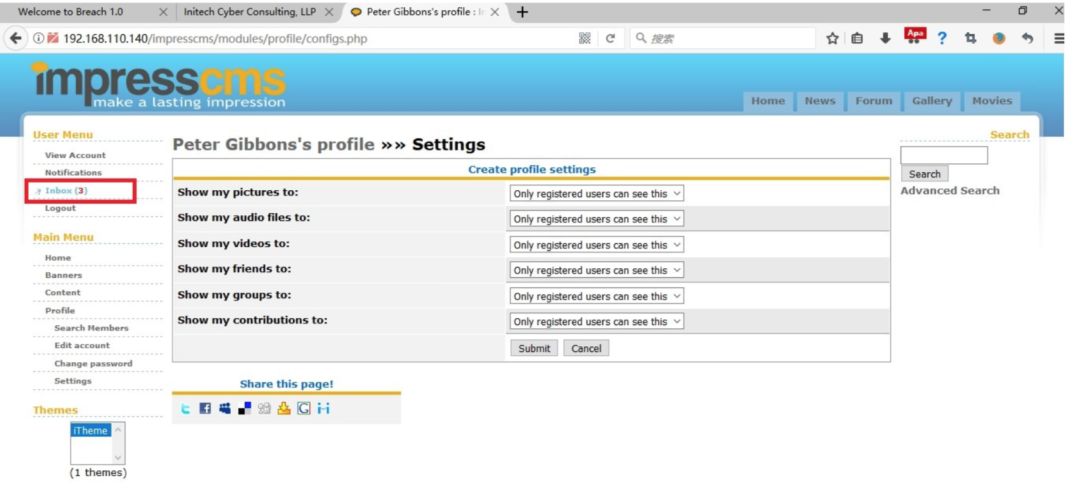 Welcome to Breach 1.0
Initech Cyber Consulting, LLP
Peter Gibbons's profile : I
192.168.110.140/impresscms/modules/profile/configs.php
搜索
Apa
impresscms
make a lasting impression
Home News Forum Gallery Movies
User Menu
View Account
Notifications
Inbox (3)
Logout
Main Menu
Home
Banners
Content
Profile
Search Members
Edit account
Change password
Settings
Themes
iTheme
(1 themes)
Peter Gibbons's profile »» Settings
Create profile settings
Show my pictures to: Only registered users can see this
Show my audio files to: Only registered users can see this
Show my videos to: Only registered users can see this
Show my friends to: Only registered users can see this
Show my groups to: Only registered users can see this
Show my contributions to: Only registered users can see this
Submit Cancel
Share this page!
Search
Search
Advanced Search